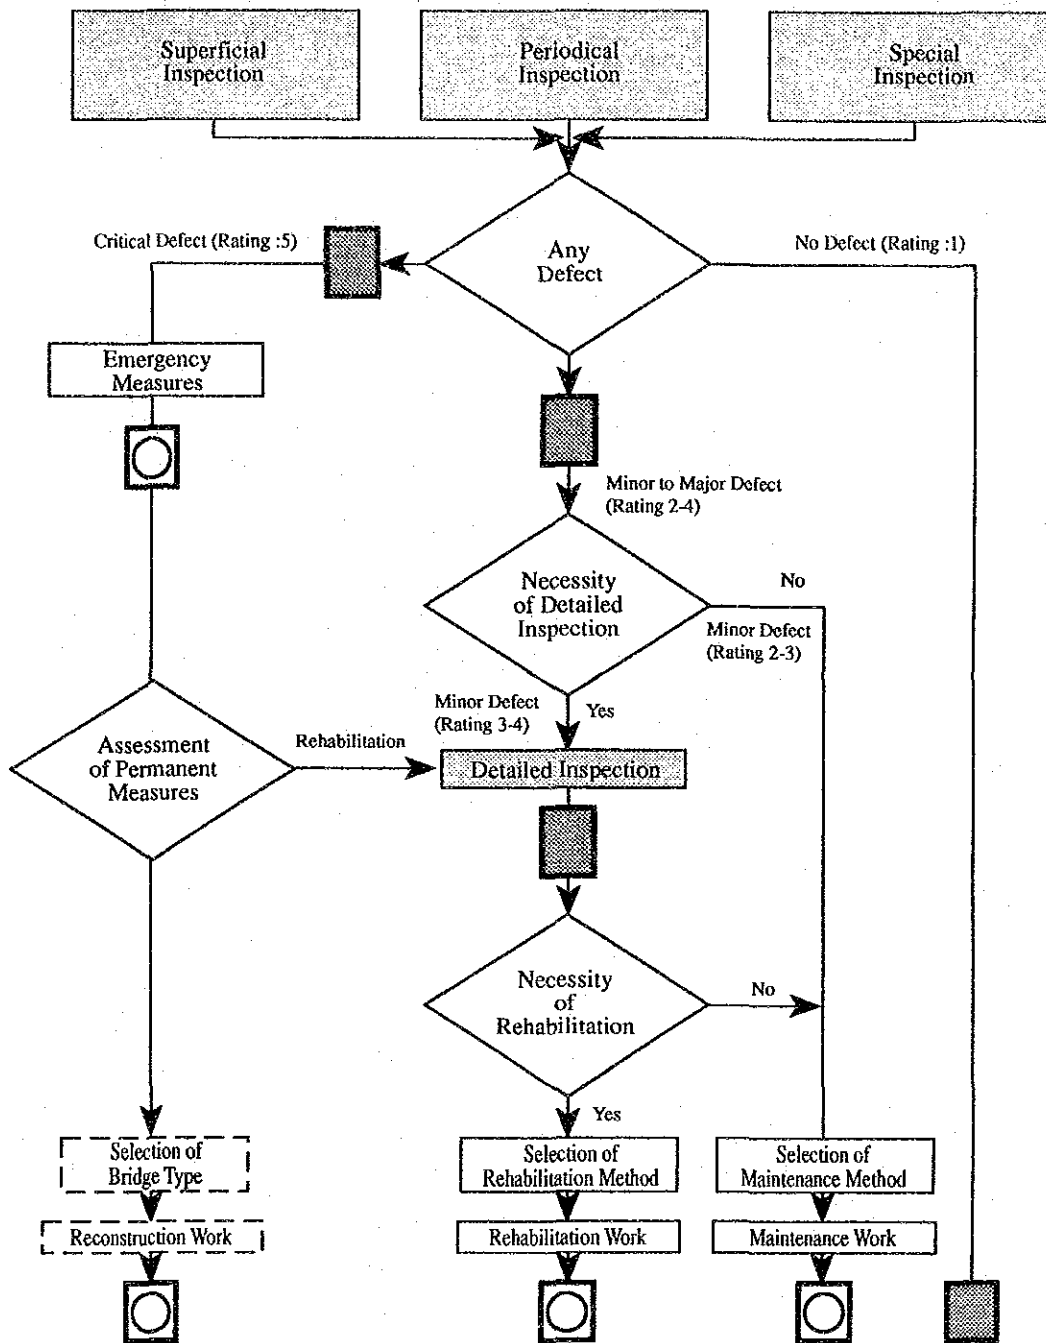 Superficial
Inspection
Periodical
Inspection
Special
Inspection
Critical Defect (Rating :5)
Any
Defect
No Defect (Rating :1)
Emergency
Measures
Minor to Major Defect
(Rating 2-4)
Necessity
of Detailed
Inspection
No
Minor Defect
(Rating 2-3)
Minor Defect
(Rating 3-4)
Yes
Assessment
of Permanent
Measures
Rehabilitation
Detailed Inspection
Necessity
of
Rehabilitation
No
Yes
Selection of
Bridge Type
Selection of
Rehabilitation Method
Selection of
Maintenance Method
Reconstruction Work
Rehabilitation Work
Maintenance Work